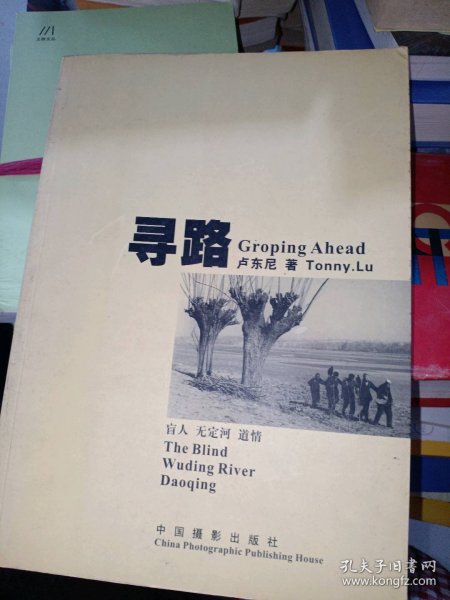 寻路
Groping Ahead
卢东尼 著 Tonny.Lu
盲人 无定河 道情
The Blind
Wuding River
Daoqing
中国摄影出版社
China Photographic Publishing House
孔夫子旧书网
www.kongfz.com